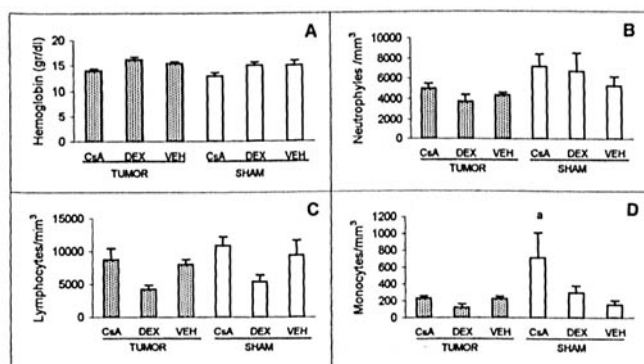 A
Hemoglobin (gr/dl)
20
15
10
5
0
CsA DEX VEH CsA DEX VEH
TUMOR SHAM
B
Neutrophyles /mm³
10000
8000
6000
4000
2000
0
CsA DEX VEH CsA DEX VEH
TUMOR SHAM
C
Lymphocytes/mm³
15000
10000
5000
0
CsA DEX VEH CsA DEX VEH
TUMOR SHAM
D
Monocytes/mm³
1200
1000
800
600
400
200
0
a
CsA DEX VEH CsA DEX VEH
TUMOR SHAM